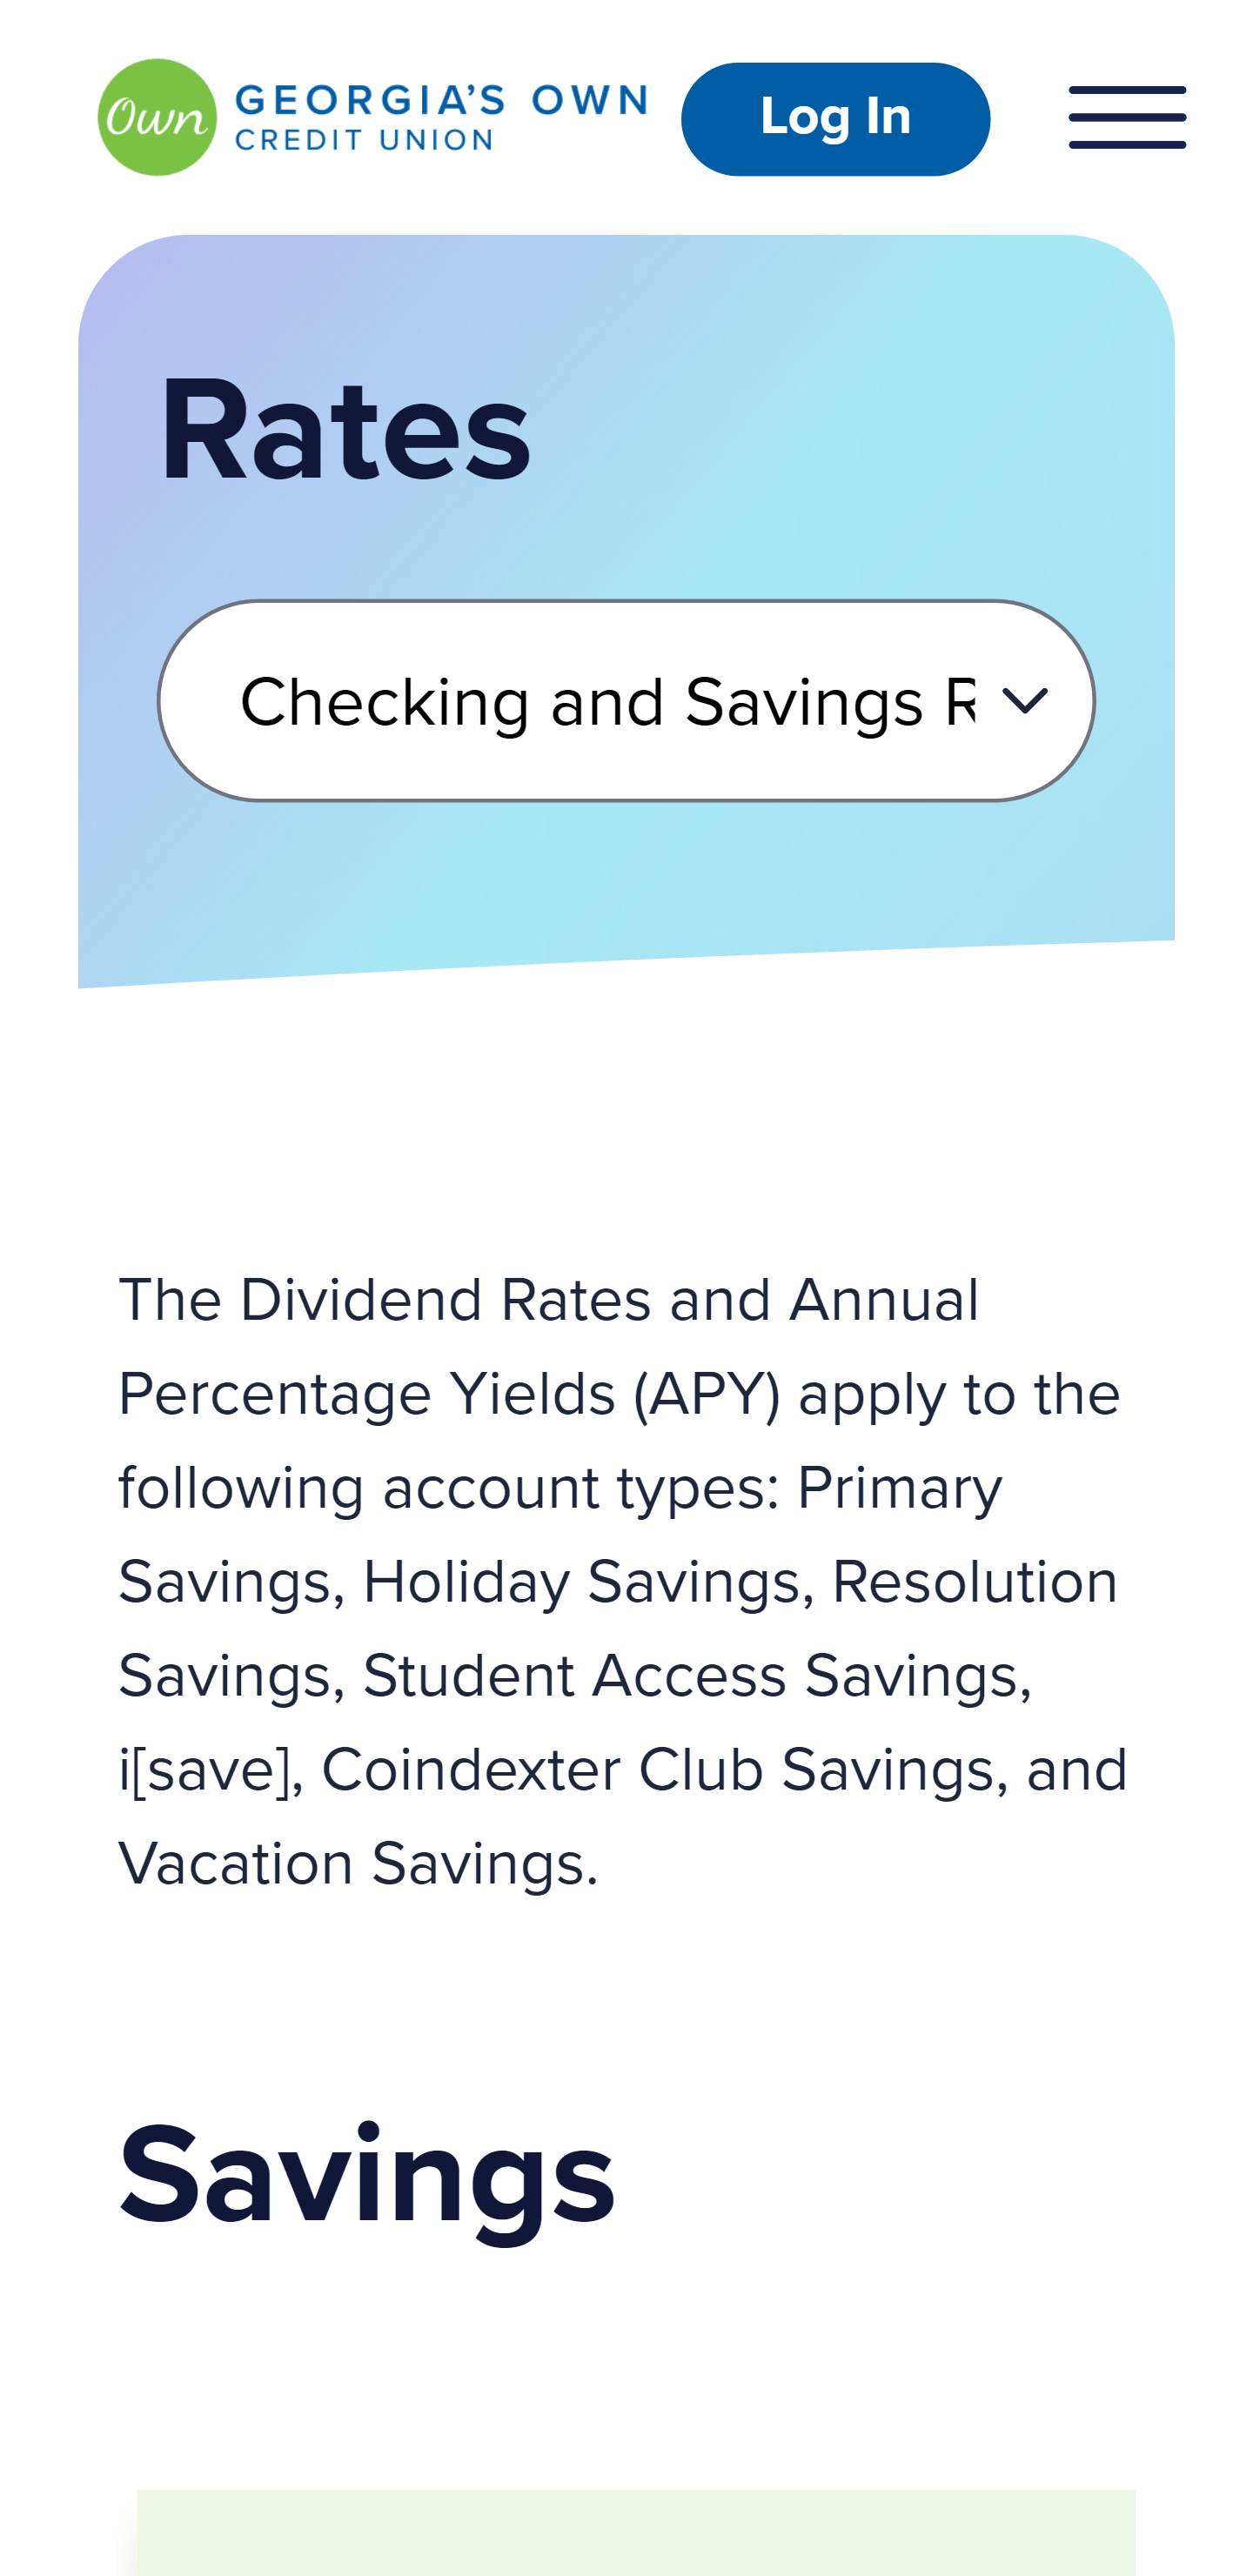 Own
GEORGIA'S OWN
CREDIT UNION
Log In
Rates
Checking and Savings
The Dividend Rates and Annual
Percentage Yields (APY) apply to the
following account types: Primary
Savings, Holiday Savings, Resolution
Savings, Student Access Savings,
i[save], Coindexter Club Savings, and
Vacation Savings.
Savings